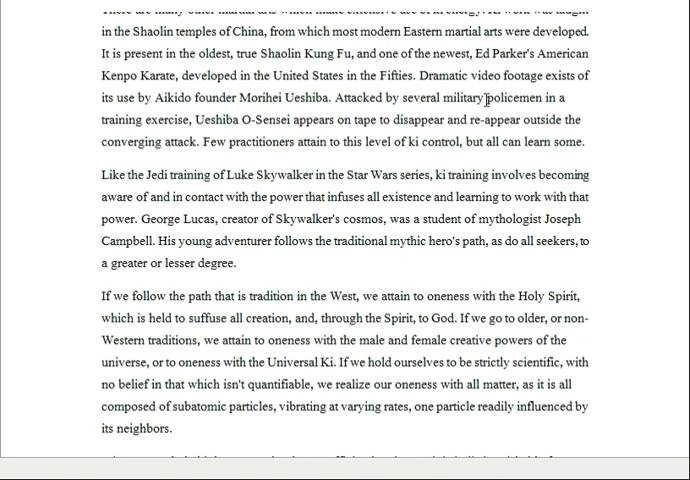 in the Shaolin temples of China, from which most modern Eastern martial arts were developed.
It is present in the oldest, true Shaolin Kung Fu, and one of the newest, Ed Parker's American
Kenpo Karate, developed in the United States in the Fifties. Dramatic video footage exists of
its use by Aikido founder Morihei Ueshiba. Attacked by several military policemen in a
training exercise, Ueshiba O-Sensei appears on tape to disappear and re-appear outside the
converging attack. Few practitioners attain to this level of ki control, but all can learn some.
Like the Jedi training of Luke Skywalker in the Star Wars series, ki training involves becoming
aware of and in contact with the power that infuses all existence and learning to work with that
power. George Lucas, creator of Skywalker's cosmos, was a student of mythologist Joseph
Campbell. His young adventurer follows the traditional mythic hero's path, as do all seekers, to
a greater or lesser degree.
If we follow the path that is tradition in the West, we attain to oneness with the Holy Spirit,
which is held to suffuse all creation, and, through the Spirit, to God. If we go to older, or non-
Western traditions, we attain to oneness with the male and female creative powers of the
universe, or to oneness with the Universal Ki. If we hold ourselves to be strictly scientific, with
no belief in that which isn't quantifiable, we realize our oneness with all matter, as it is all
composed of subatomic particles, vibrating at varying rates, one particle readily influenced by
its neighbors.